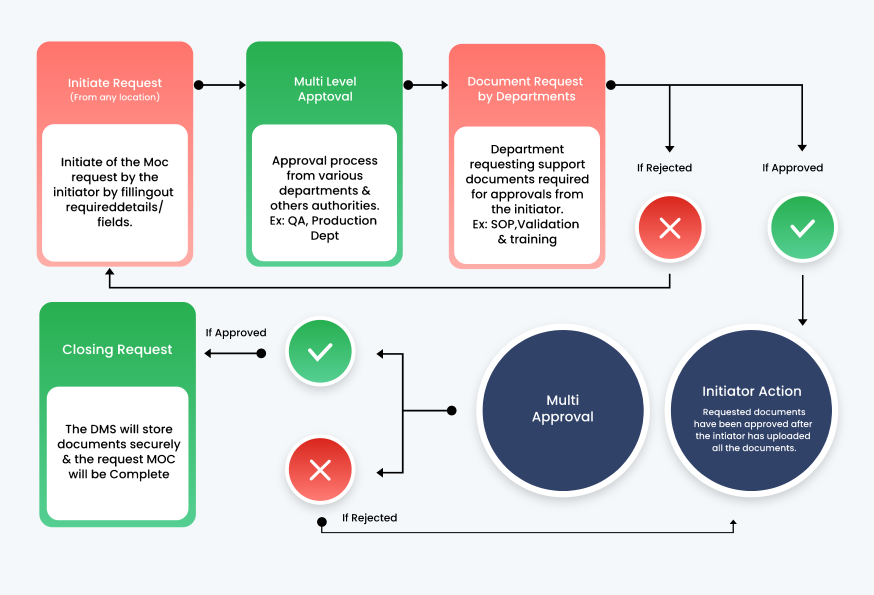 Initiate Request
(From any location)
Initiate of the Moc
request by the
initiator by fillingout
requireddetails/
fields.
Multi Level
Apptoval
Approval process
from various
departments &
others authorities.
Ex: QA, Production
Dept
Document Request
by Departments
Department
requesting support
documents required
for approvals from
the initiator.
Ex: SOP,Validation
& training
If Rejected
If Approved
Closing Request
The DMS will store
documents securely
& the request MOC
will be Complete
If Approved
If Rejected
Multi
Approval
Initiator Action
Requested documents
have been approved after
the intiator has uploaded
all the documents.